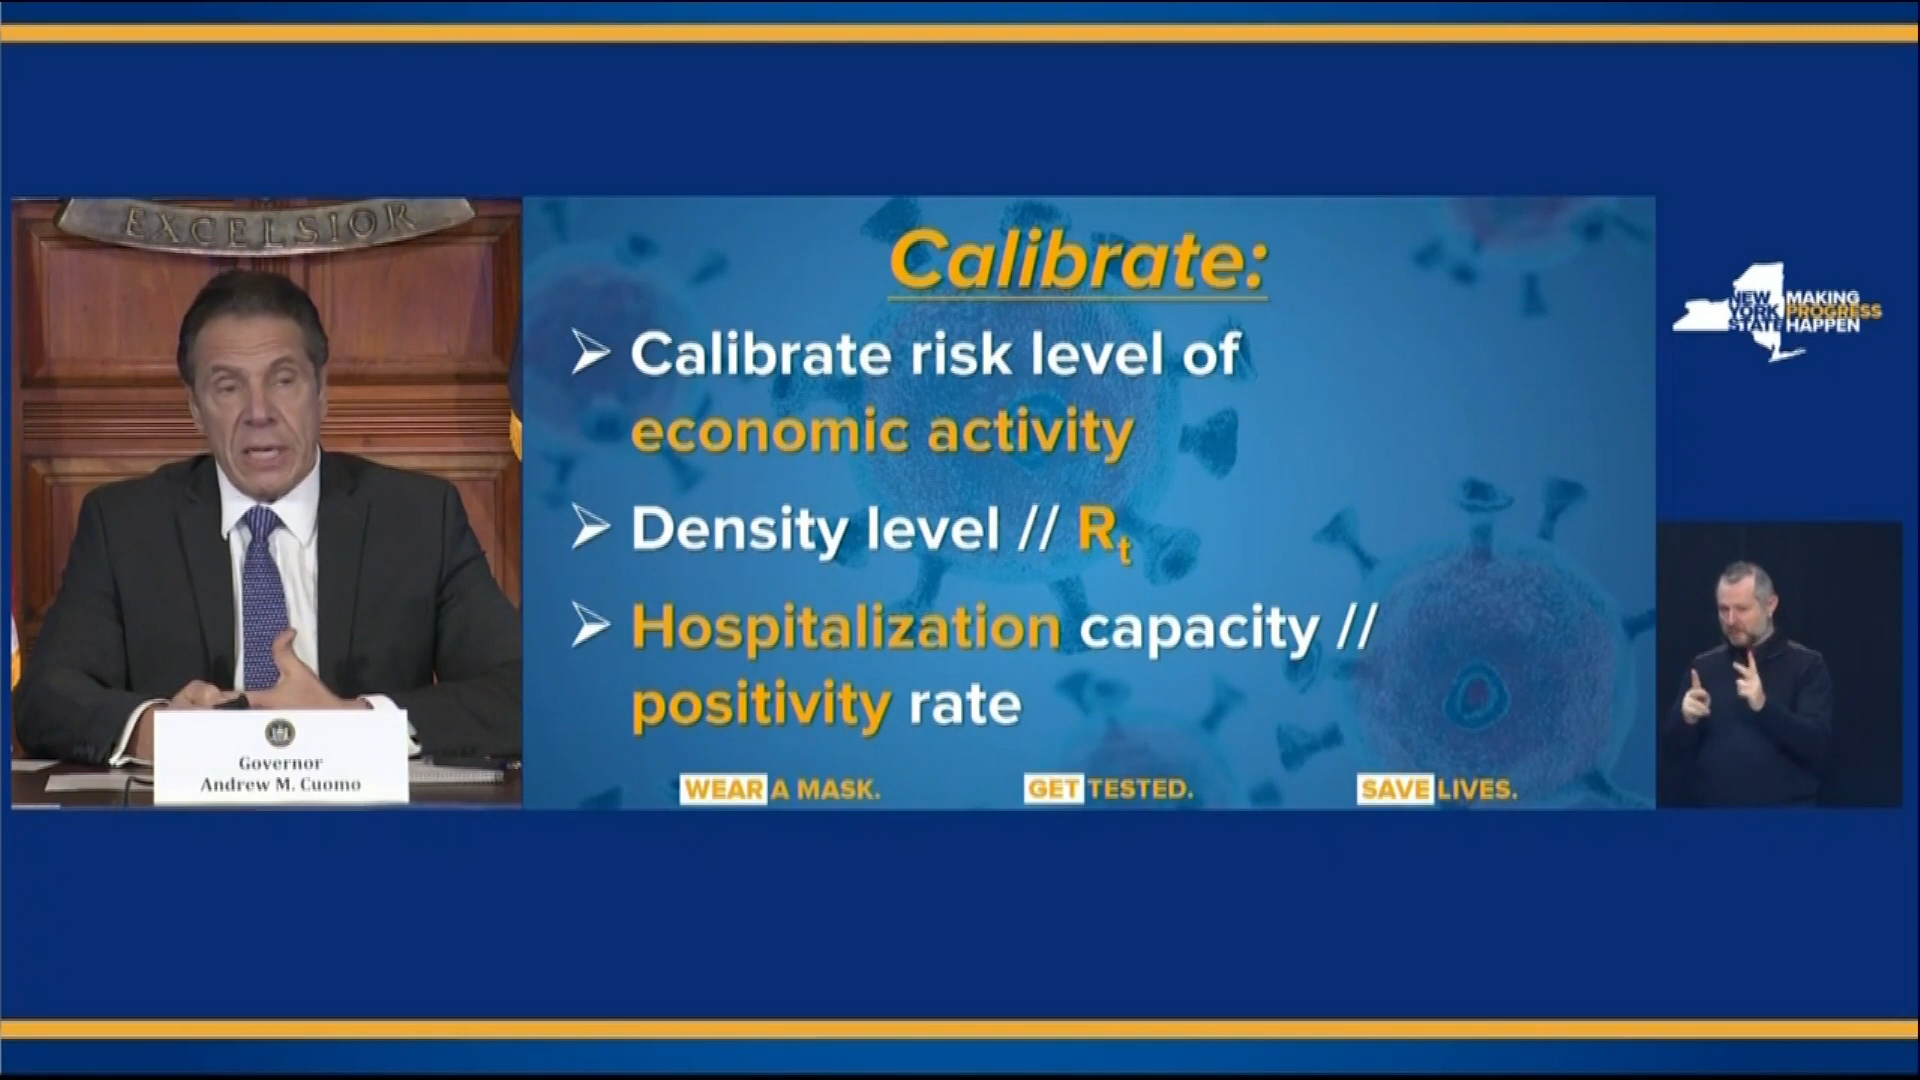 EXCELSIOR
Governor
Andrew M. Cuomo
Calibrate:
Calibrate risk level of
economic activity
Density level // Rt
Hospitalization capacity //
positivity rate
WEAR A MASK.
GET TESTED.
SAVE LIVES.
NEW
YORK
STATE
MAKING
PROGRESS
HAPPEN